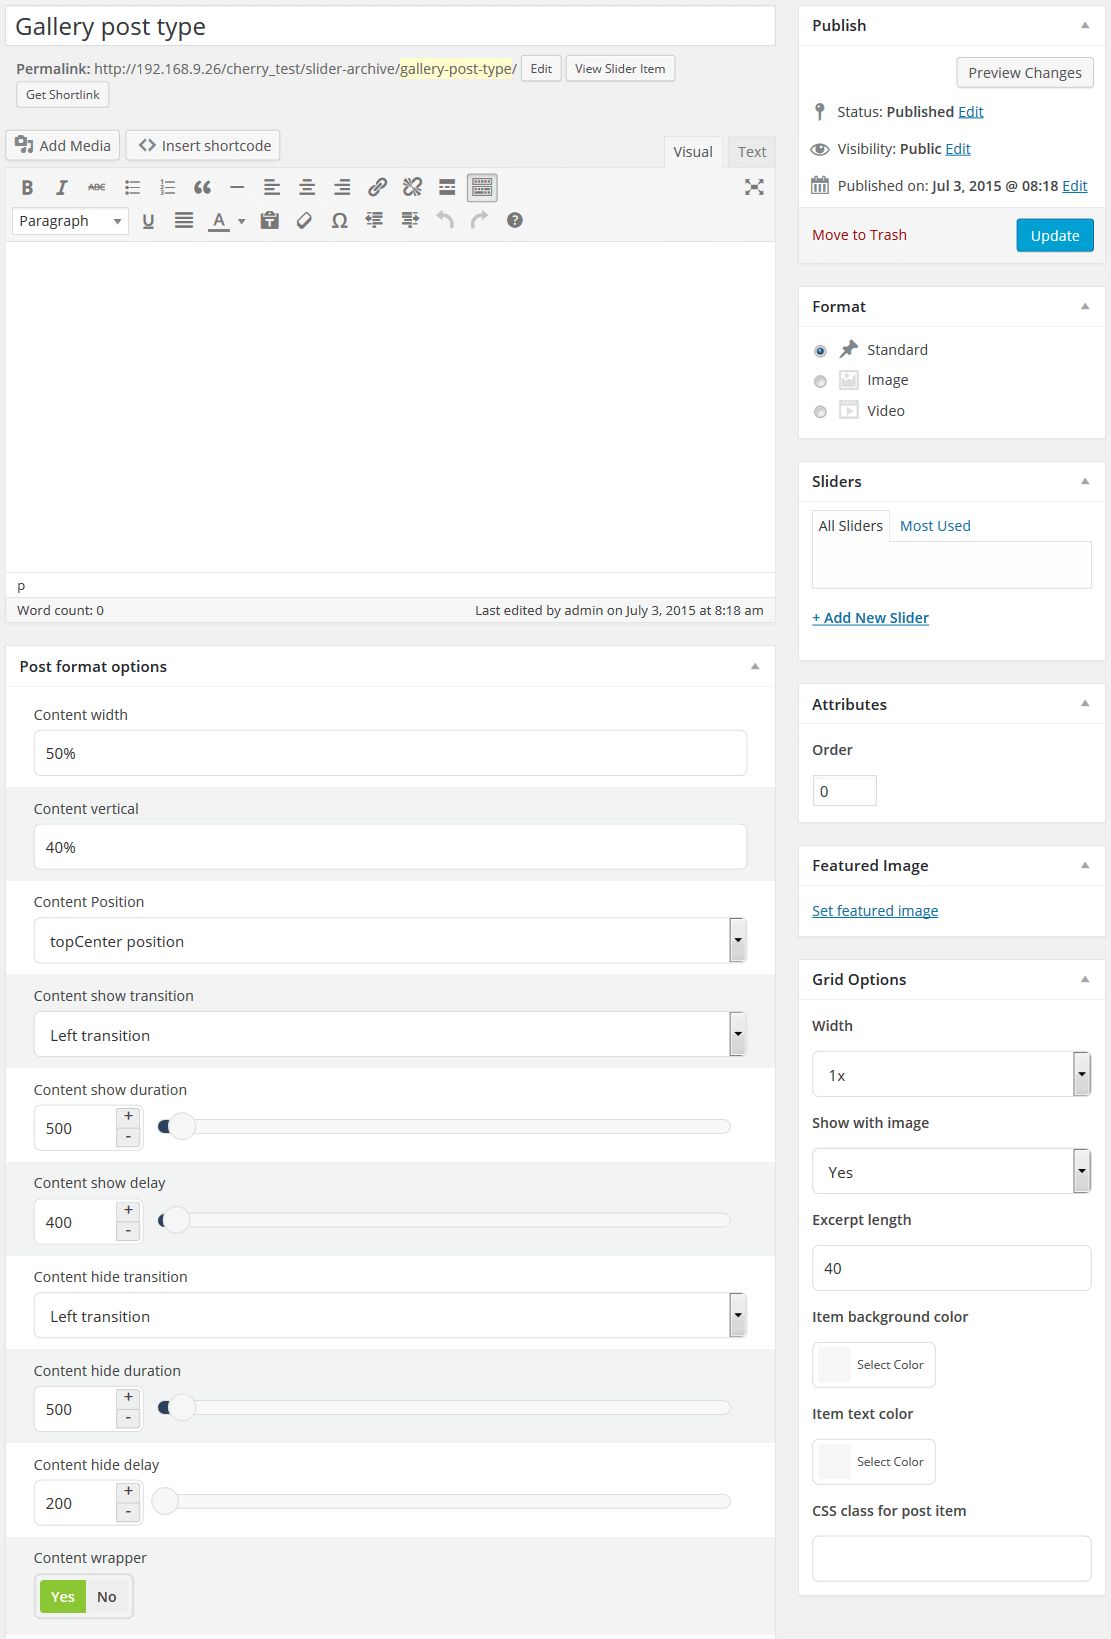 Gallery post type
Permalink: http://192.168.9.26/cherry_test/slider-archive/gallery-post-type/ Edit View Slider Item
Get Shortlink
Add Media Insert shortcode
Visual Text
B I ABC
Paragraph U A Ω ?
p
Word count: 0 Last edited by admin on July 3, 2015 at 8:18 am
Post format options
Content width
50%
Content vertical
40%
Content Position
topCenter position
Content show transition
Left transition
Content show duration
500 + -
Content show delay
400 + -
Content hide transition
Left transition
Content hide duration
500 + -
Content hide delay
200 + -
Content wrapper
Yes No
Publish
Preview Changes
Status: Published Edit
Visibility: Public Edit
Published on: Jul 3, 2015 @ 08:18 Edit
Move to Trash Update
Format
Standard
Image
Video
Sliders
All Sliders Most Used
+ Add New Slider
Attributes
Order
0
Featured Image
Set featured image
Grid Options
Width
1x
Show with image
Yes
Excerpt length
40
Item background color
Select Color
Item text color
Select Color
CSS class for post item